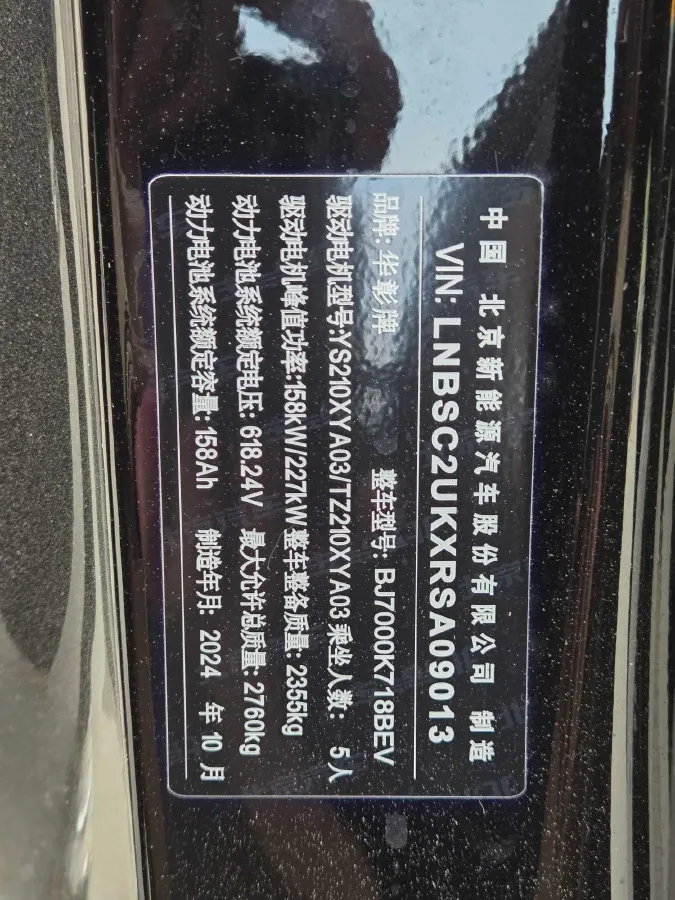 中国 北京新能源汽车股份有限公司 制造
VIN: LNBSC2UKXRSA09013
品牌: 华彰牌 整车型号: BJ7000K718BEV
驱动电机型号:YS210XYA03/TZ210XYA03 乘坐人数: 5人
驱动电机峰值功率:158kW/227kW 整车整备质量: 2355kg
动力电池系统额定电压: 618.24V 最大允许总质量: 2760kg
动力电池系统额定容量: 158Ah 制造年月: 2024 年 10 月